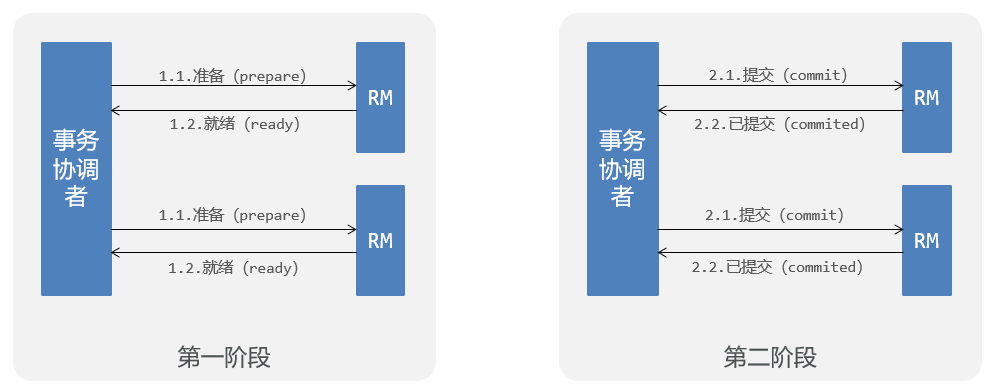 事务
协调
者
1.1.准备（prepare）
1.2.就绪（ready）
RM
1.1.准备（prepare）
1.2.就绪（ready）
RM
第一阶段
事务
协调
者
2.1.提交（commit）
2.2.已提交（commited）
RM
2.1.提交（commit）
2.2.已提交（commited）
RM
第二阶段